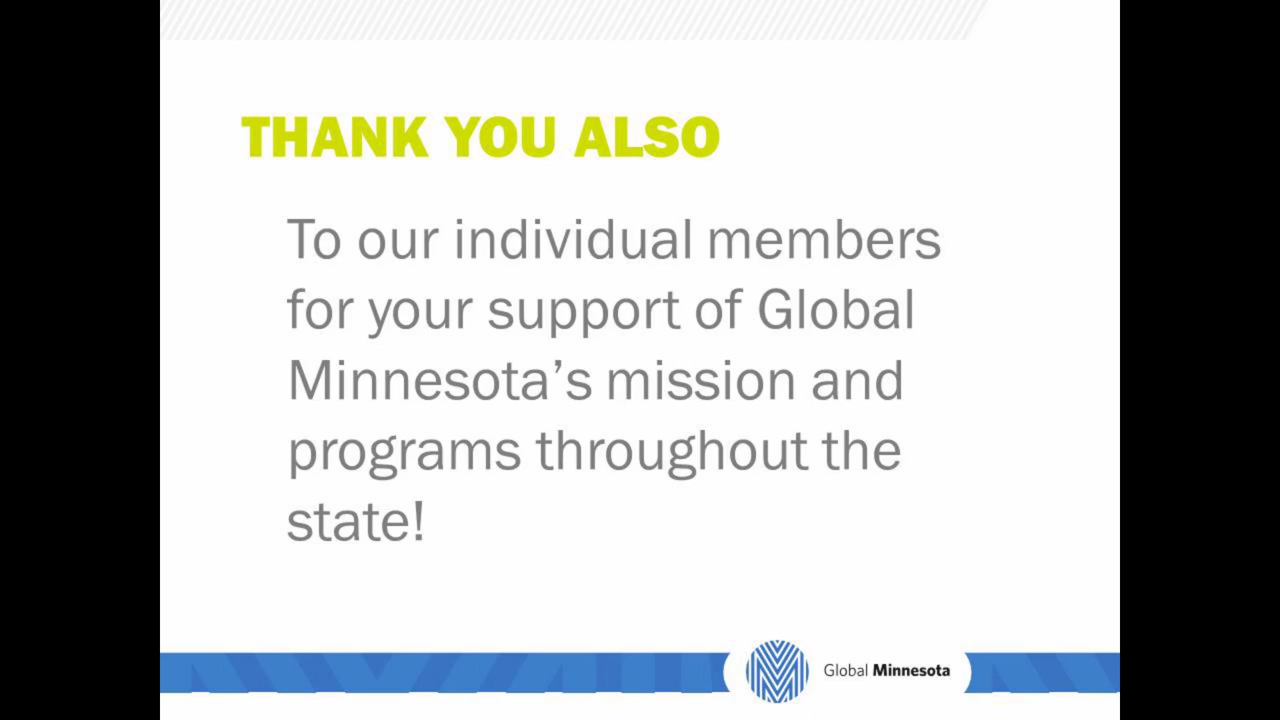 THANK YOU ALSO
To our individual members
for your support of Global
Minnesota’s mission and
programs throughout the
state!
Global Minnesota